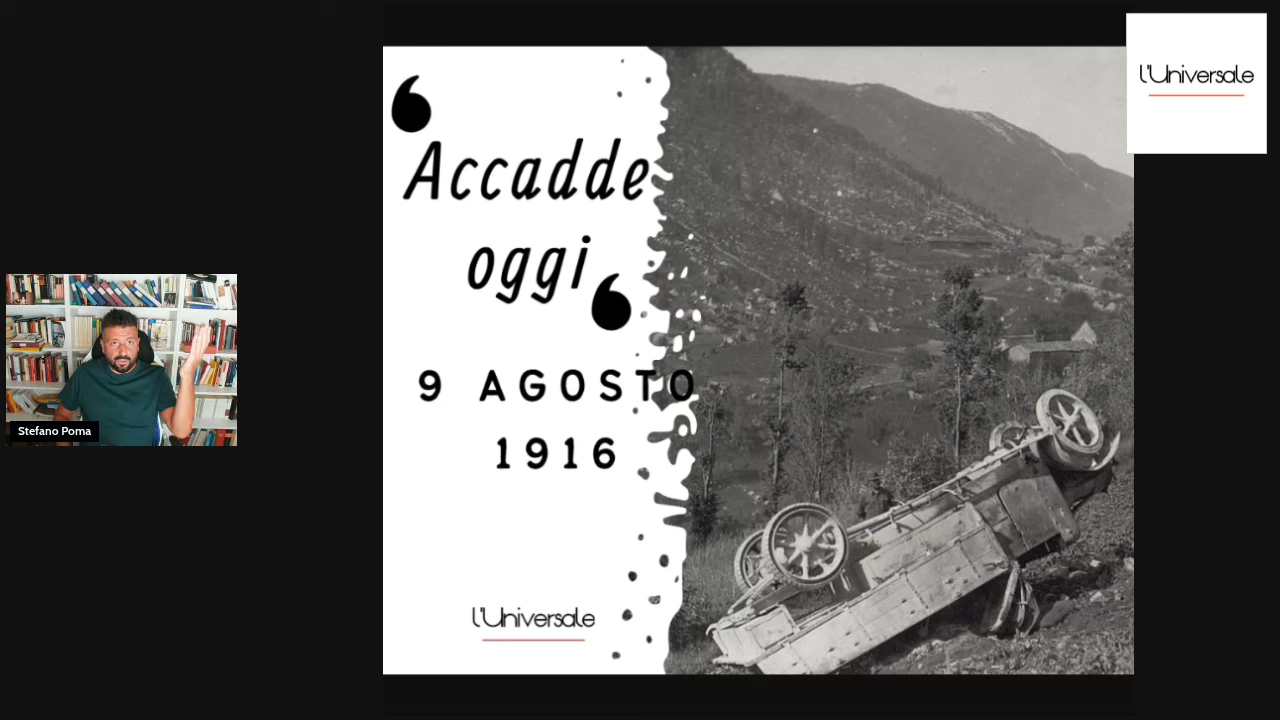 Accadde
oggi
9 AGOSTO
1916
l'Universale
l'Universale
Stefano Poma